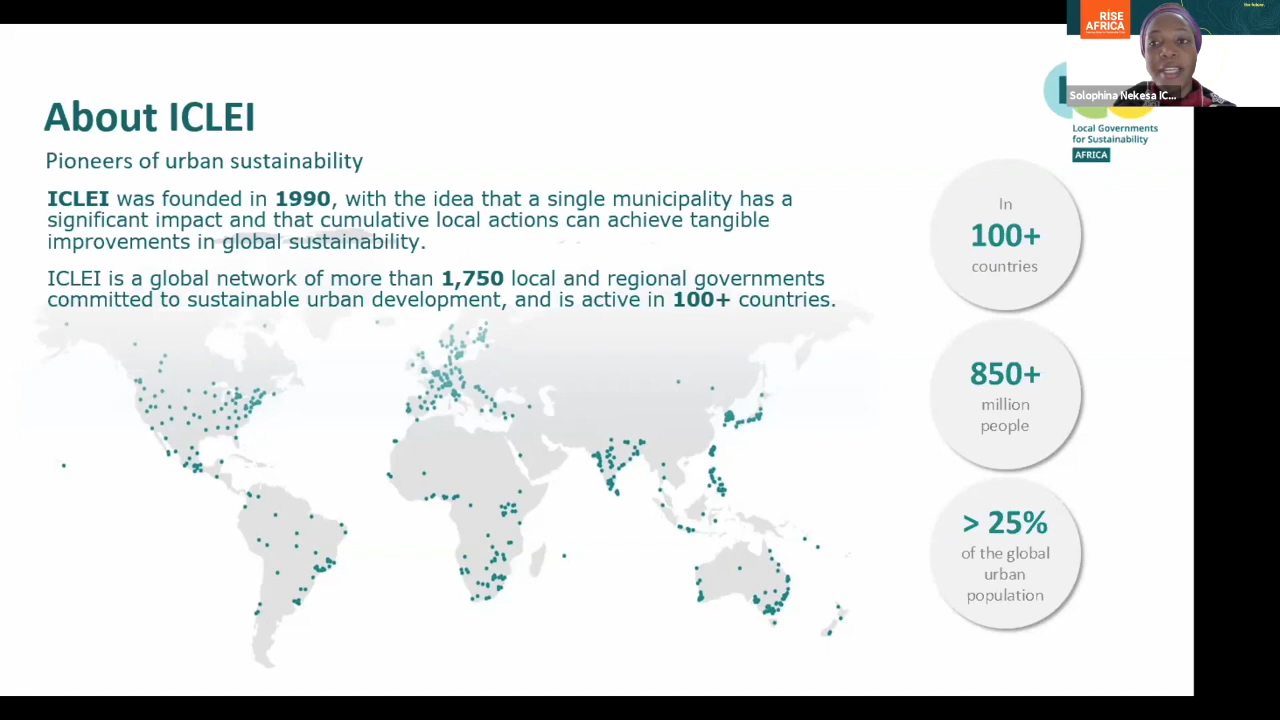 the future.
RISE
AFRICA
Solophina Nekesa IC...
About ICLEI
Local Governments
for Sustainability
AFRICA
Pioneers of urban sustainability
ICLEI was founded in 1990, with the idea that a single municipality has a
significant impact and that cumulative local actions can achieve tangible
improvements in global sustainability.
ICLEI is a global network of more than 1,750 local and regional governments
committed to sustainable urban development, and is active in 100+ countries.
In
100+
countries
850+
million
people
> 25%
of the global
urban
population